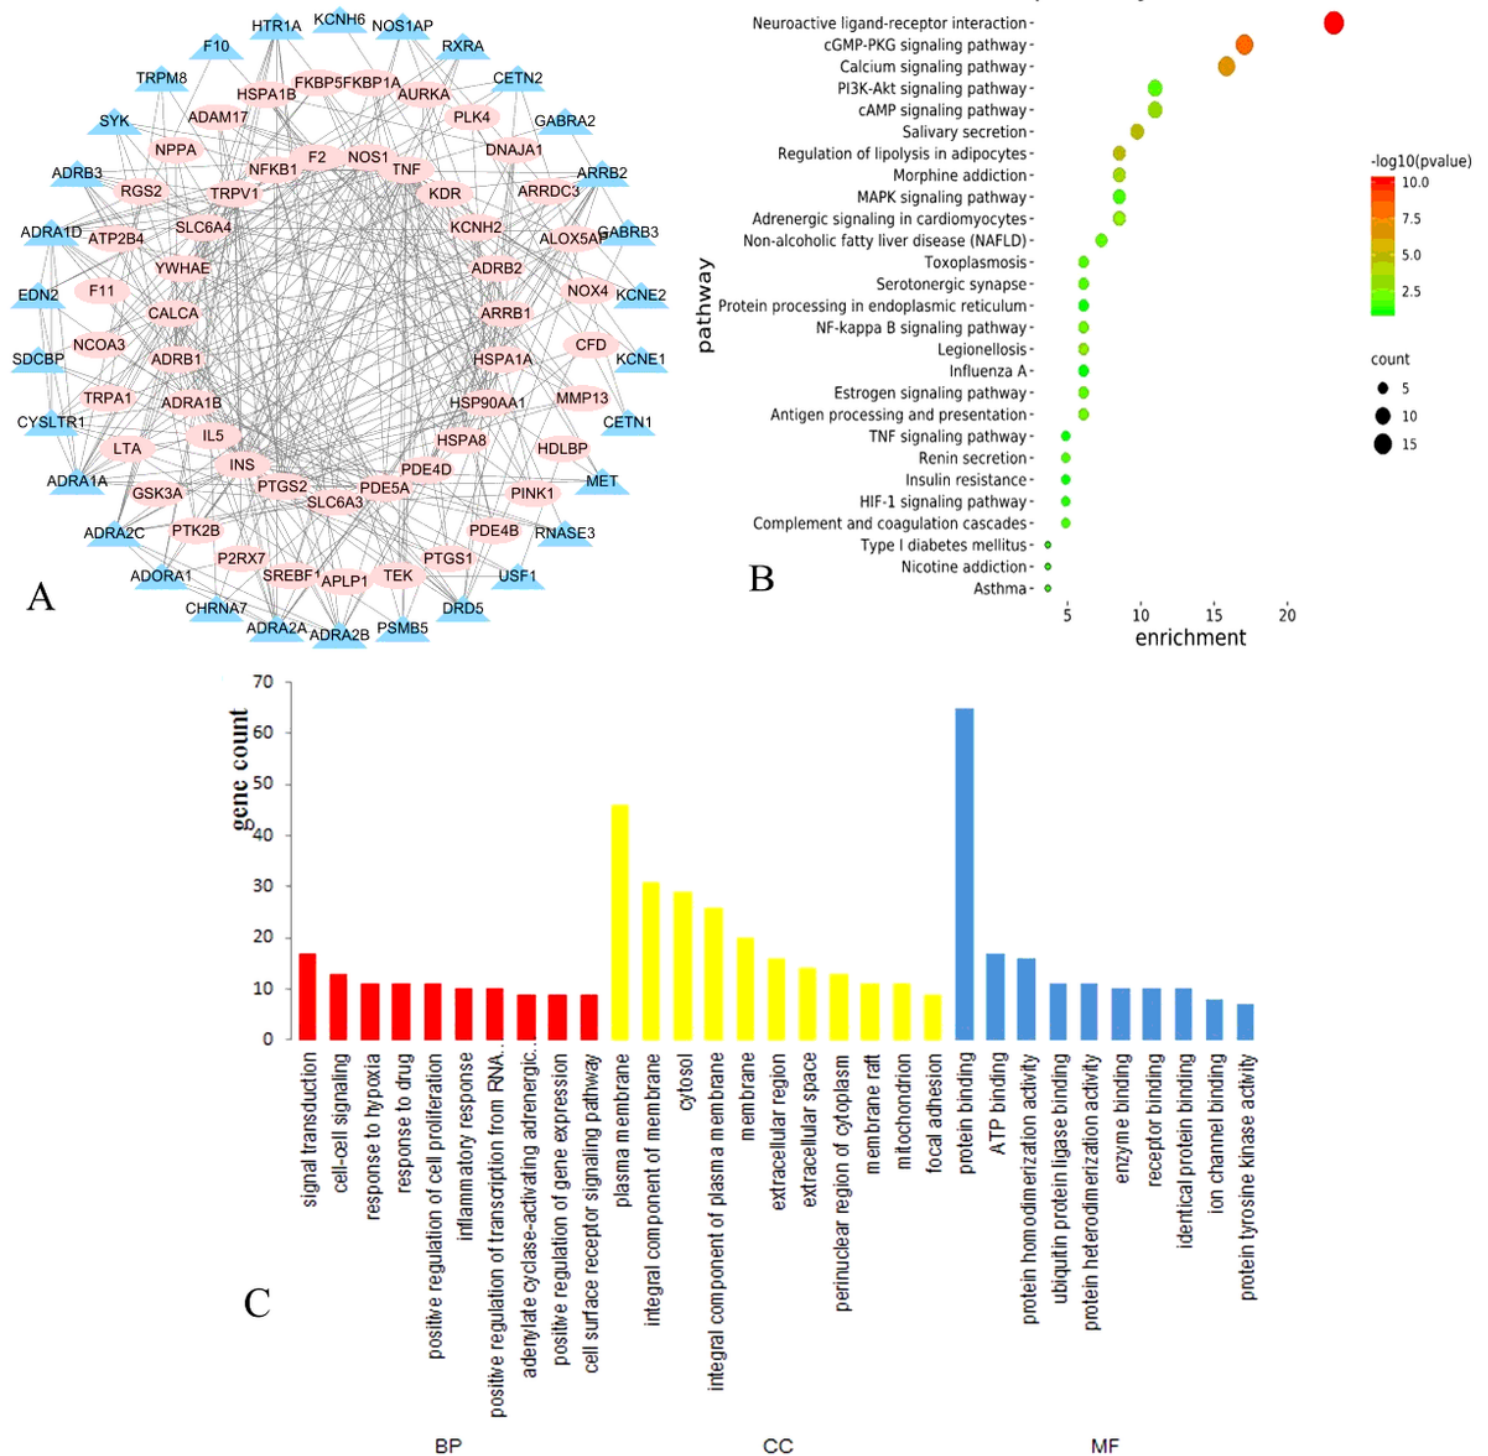 KCNH6
HTR1A
NOS1AP
F10
RXRA
TRPM8
FKBP5
FKBP1A
CETN2
HSPA1B
AURKA
SYK
ADAM17
PLK4
GABRA2
NPPA
F2
NOS1
DNAJA1
ADRB3
NFKB1
TNF
ARRB2
RGS2
TRPV1
KDR
ARRDC3
ADRA1D
ATP2B4
SLC6A4
KCNH2
ALOX5AP
GABRB3
YWHAE
ADRB2
EDN2
F11
NOX4
KCNE2
CALCA
ARRB1
SDCBP
NCOA3
ADRB1
HSPA1A
CFD
KCNE1
TRPA1
ADRA1B
HSP90AA1
MMP13
CYSLTR1
IL5
HSPA8
CETN1
LTA
INS
PDE4D
HDLBP
ADRA1A
GSK3A
PTGS2
SLC6A3
PDE5A
PINK1
MET
ADRA2C
PTK2B
PDE4B
RNASE3
P2RX7
PTGS1
ADORA1
SREBF1
APLP1
TEK
USF1
CHRNA7
DRD5
ADRA2A
ADRA2B
PSMB5
A
pathway
Neuroactive ligand-receptor interaction
cGMP-PKG signaling pathway
Calcium signaling pathway
PI3K-Akt signaling pathway
cAMP signaling pathway
Salivary secretion
Regulation of lipolysis in adipocytes
Morphine addiction
MAPK signaling pathway
Adrenergic signaling in cardiomyocytes
Non-alcoholic fatty liver disease (NAFLD)
Toxoplasmosis
Serotonergic synapse
Protein processing in endoplasmic reticulum
NF-kappa B signaling pathway
Legionellosis
Influenza A
Estrogen signaling pathway
Antigen processing and presentation
TNF signaling pathway
Renin secretion
Insulin resistance
HIF-1 signaling pathway
Complement and coagulation cascades
Type I diabetes mellitus
Nicotine addiction
Asthma
5 10 15 20
enrichment
-log10(pvalue)
10.0
7.5
5.0
2.5
count
5
10
15
B
gene count
70
60
50
40
30
20
10
0
signal transduction
cell-cell signaling
response to hypoxia
response to drug
positive regulation of cell proliferation
inflammatory response
positive regulation of transcription from RNA..
adenylate cyclase-activating adrenergic..
positive regulation of gene expression
cell surface receptor signaling pathway
plasma membrane
integral component of membrane
cytosol
integral component of plasma membrane
membrane
extracellular region
extracellular space
perinuclear region of cytoplasm
membrane raft
mitochondrion
focal adhesion
protein binding
ATP binding
protein homodimerization activity
ubiquitin protein ligase binding
protein heterodimerization activity
enzyme binding
receptor binding
identical protein binding
ion channel binding
protein tyrosine kinase activity
C
BP CC MF